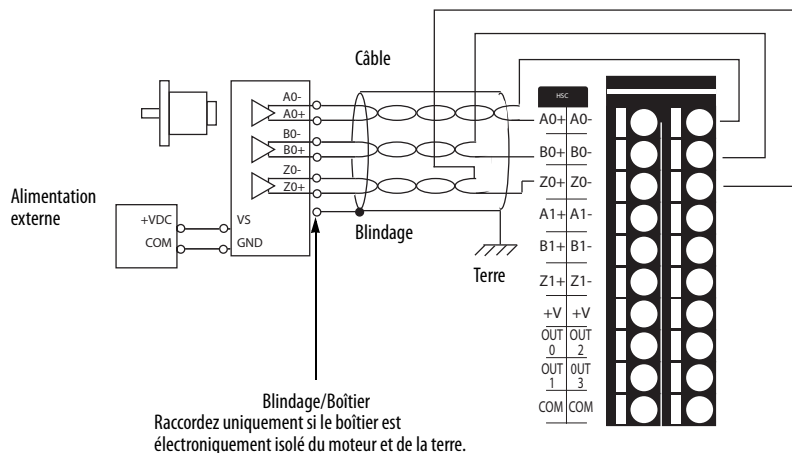 Câble
HSC
A0-
A0+
B0-
B0+
Z0-
Z0+
A0+ A0-
B0+ B0-
Z0+ Z0-
A1+ A1-
B1+ B1-
Z1+ Z1-
+V +V
OUT 0 OUT 2
OUT 1 0UT 3
COM COM
Alimentation
externe
+VDC
COM
VS
GND
Blindage
Terre
Blindage/Boîtier
Raccordez uniquement si le boîtier est
électroniquement isolé du moteur et de la terre.